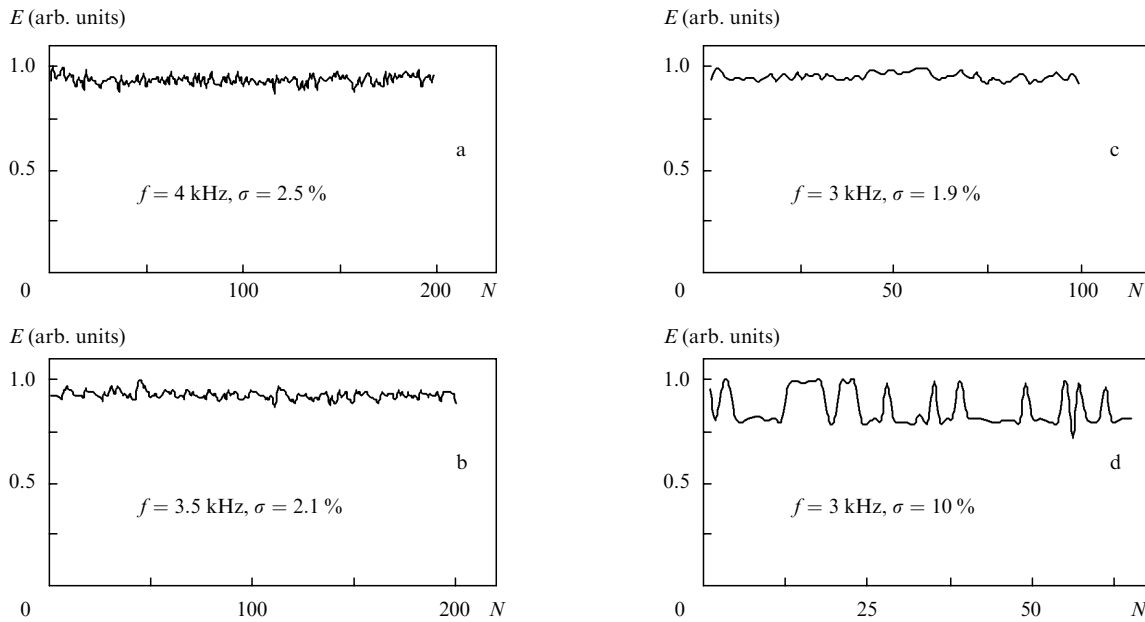 E (arb. units)
1.0
0.5
a
f = 4 kHz, σ = 2.5 %
0
100
200
N
E (arb. units)
1.0
0.5
b
f = 3.5 kHz, σ = 2.1 %
0
100
200
N
E (arb. units)
1.0
0.5
c
f = 3 kHz, σ = 1.9 %
0
50
100
N
E (arb. units)
1.0
0.5
d
f = 3 kHz, σ = 10 %
0
25
50
N